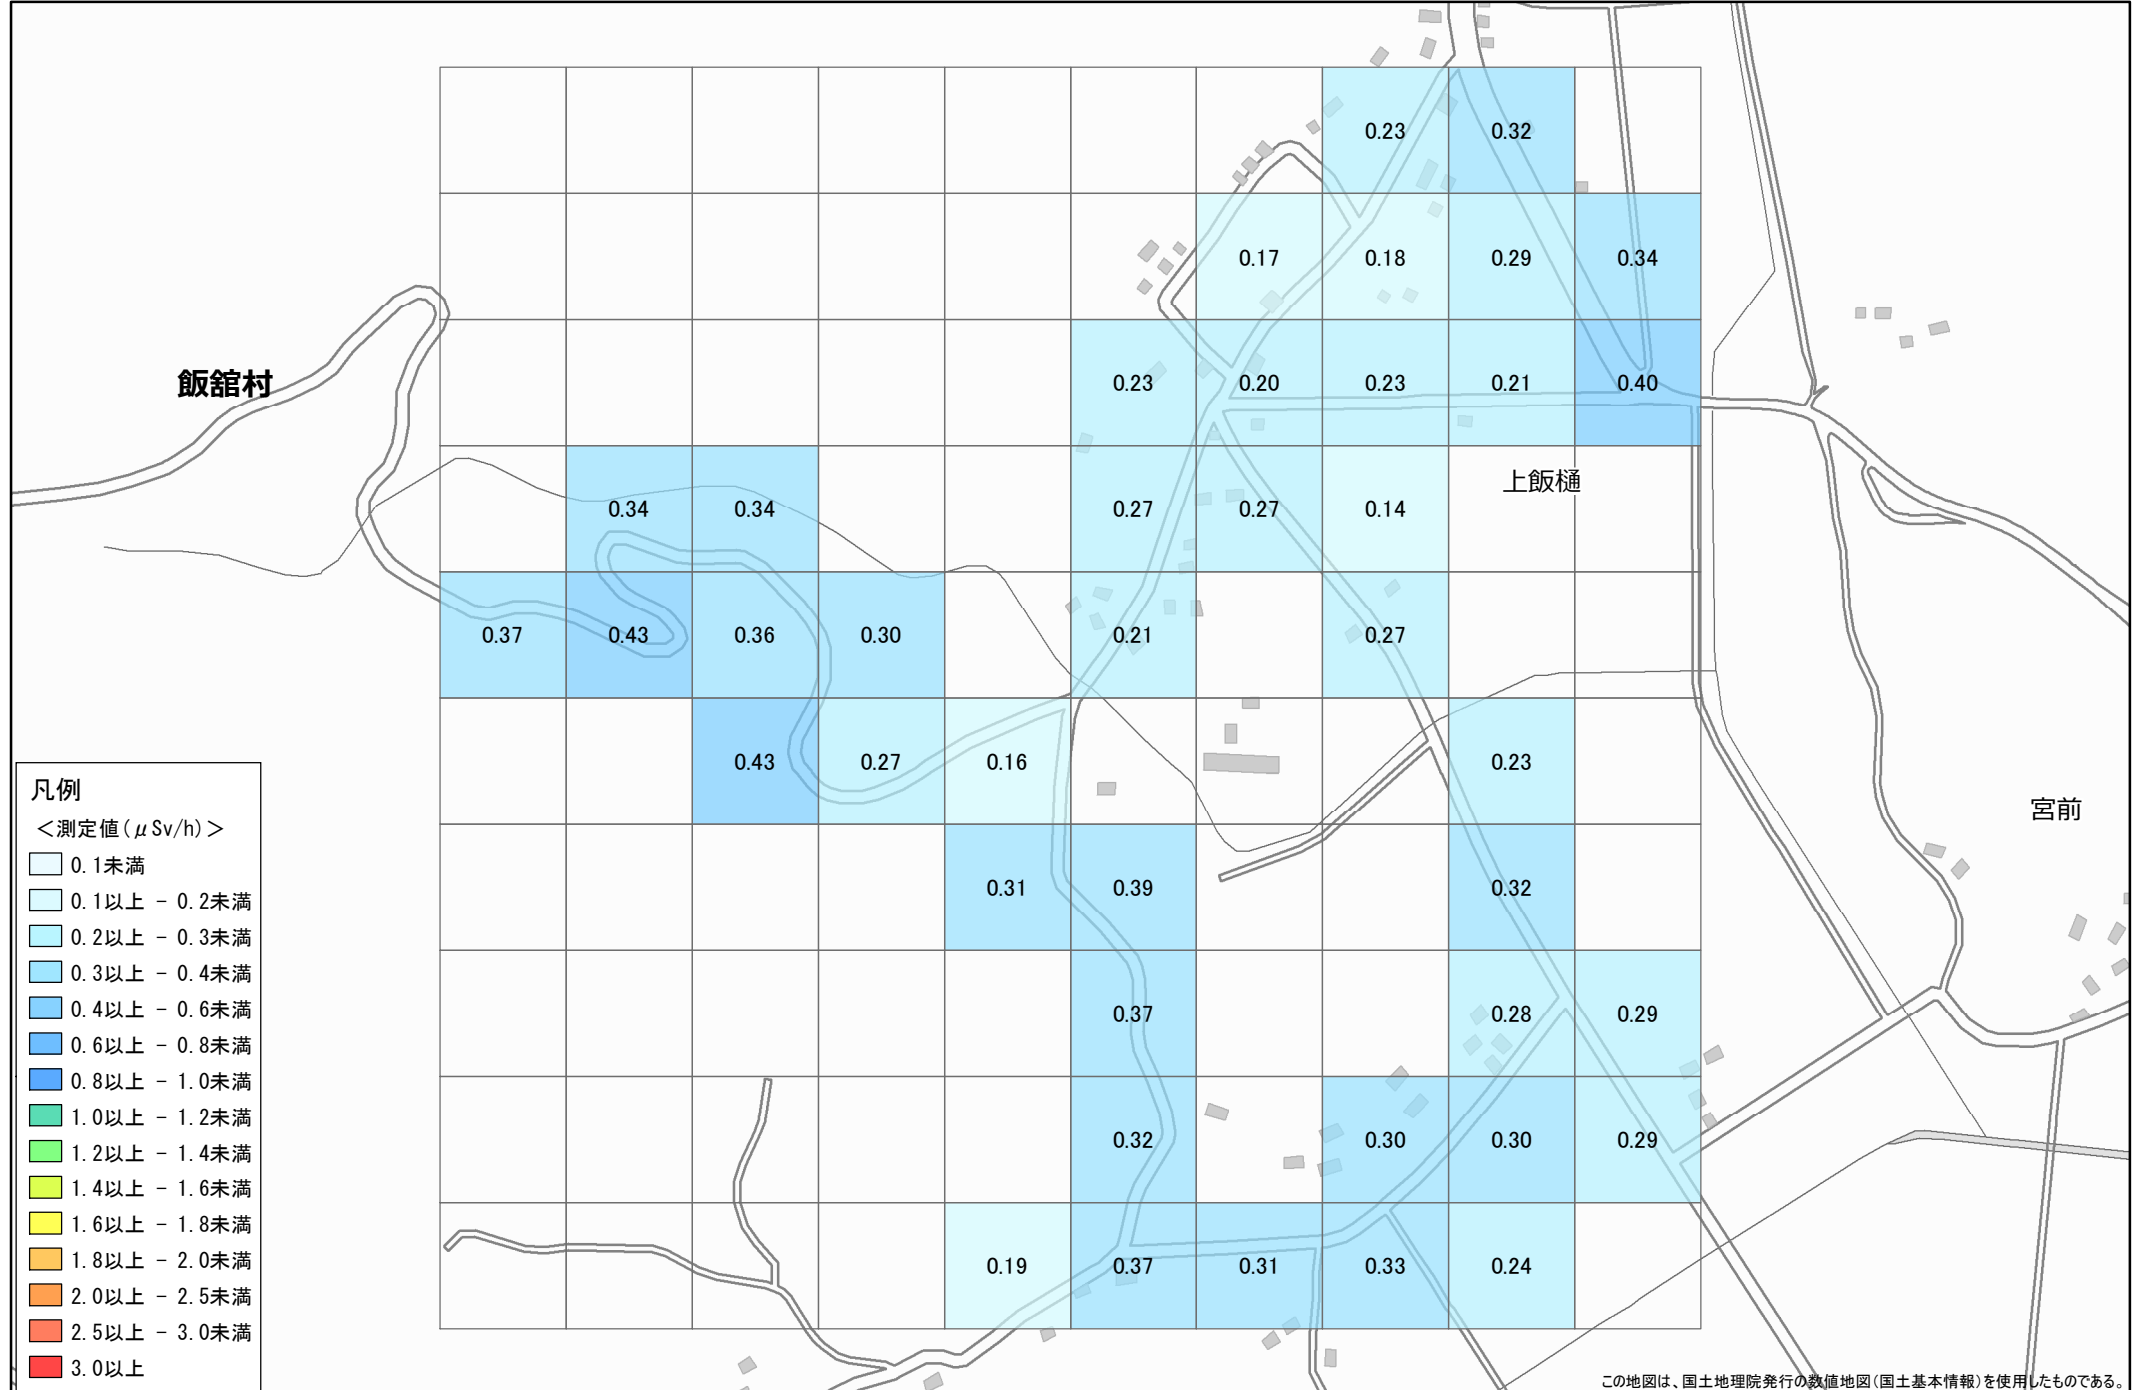 0.23 0.32
0.17 0.18 0.29 0.34
飯舘村
0.23 0.20 0.23 0.21 0.40
上飯樋
0.34 0.34 0.27 0.27 0.14
0.37 0.43 0.36 0.30 0.21 0.27
0.43 0.27 0.16 0.23
宮前
0.31 0.39 0.32
0.37 0.28 0.29
0.32 0.30 0.30 0.29
0.19 0.37 0.31 0.33 0.24
凡例
＜測定値(μSv/h)＞
0.1未満
0.1以上 - 0.2未満
0.2以上 - 0.3未満
0.3以上 - 0.4未満
0.4以上 - 0.6未満
0.6以上 - 0.8未満
0.8以上 - 1.0未満
1.0以上 - 1.2未満
1.2以上 - 1.4未満
1.4以上 - 1.6未満
1.6以上 - 1.8未満
1.8以上 - 2.0未満
2.0以上 - 2.5未満
2.5以上 - 3.0未満
3.0以上
この地図は、国土地理院発行の数値地図(国土基本情報)を使用したものである。